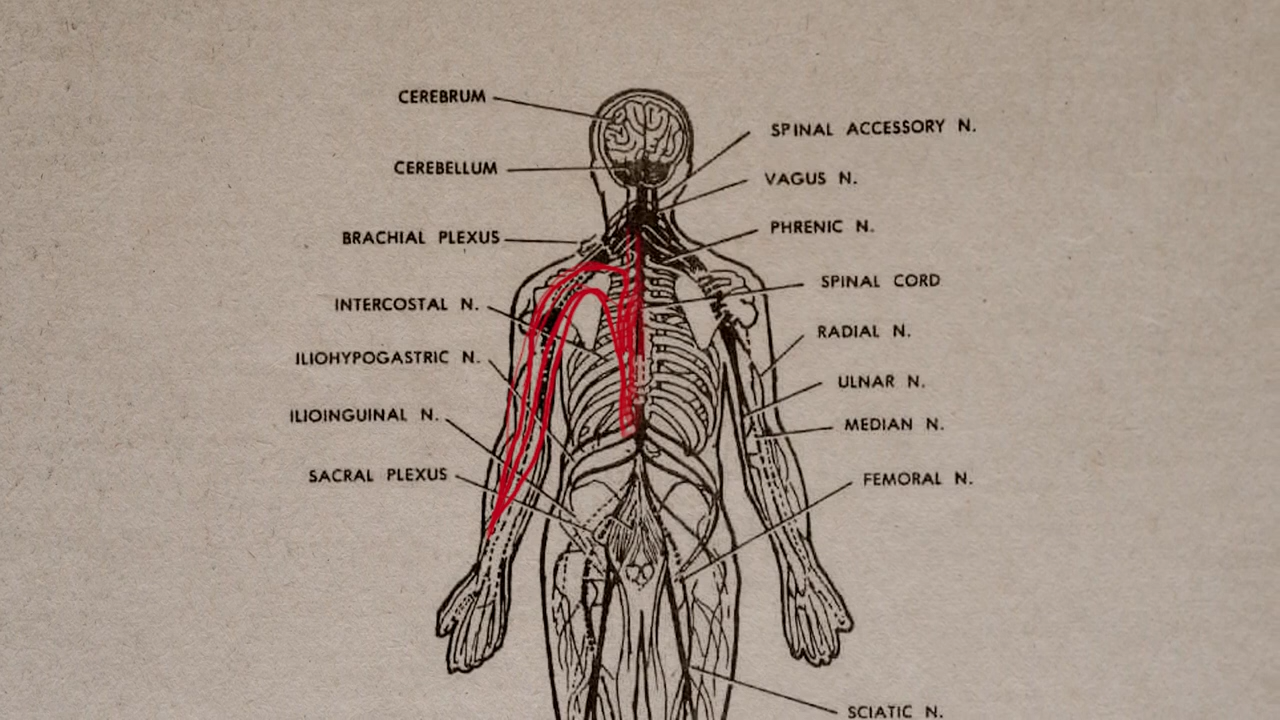 CEREBRUM
CEREBELLUM
BRACHIAL PLEXUS
INTERCOSTAL N.
ILIOHYPOGASTRIC N.
ILIOINGUINAL N.
SACRAL PLEXUS
SPINAL ACCESSORY N.
VAGUS N.
PHRENIC N.
SPINAL CORD
RADIAL N.
ULNAR N.
MEDIAN N.
FEMORAL N.
SCIATIC N.